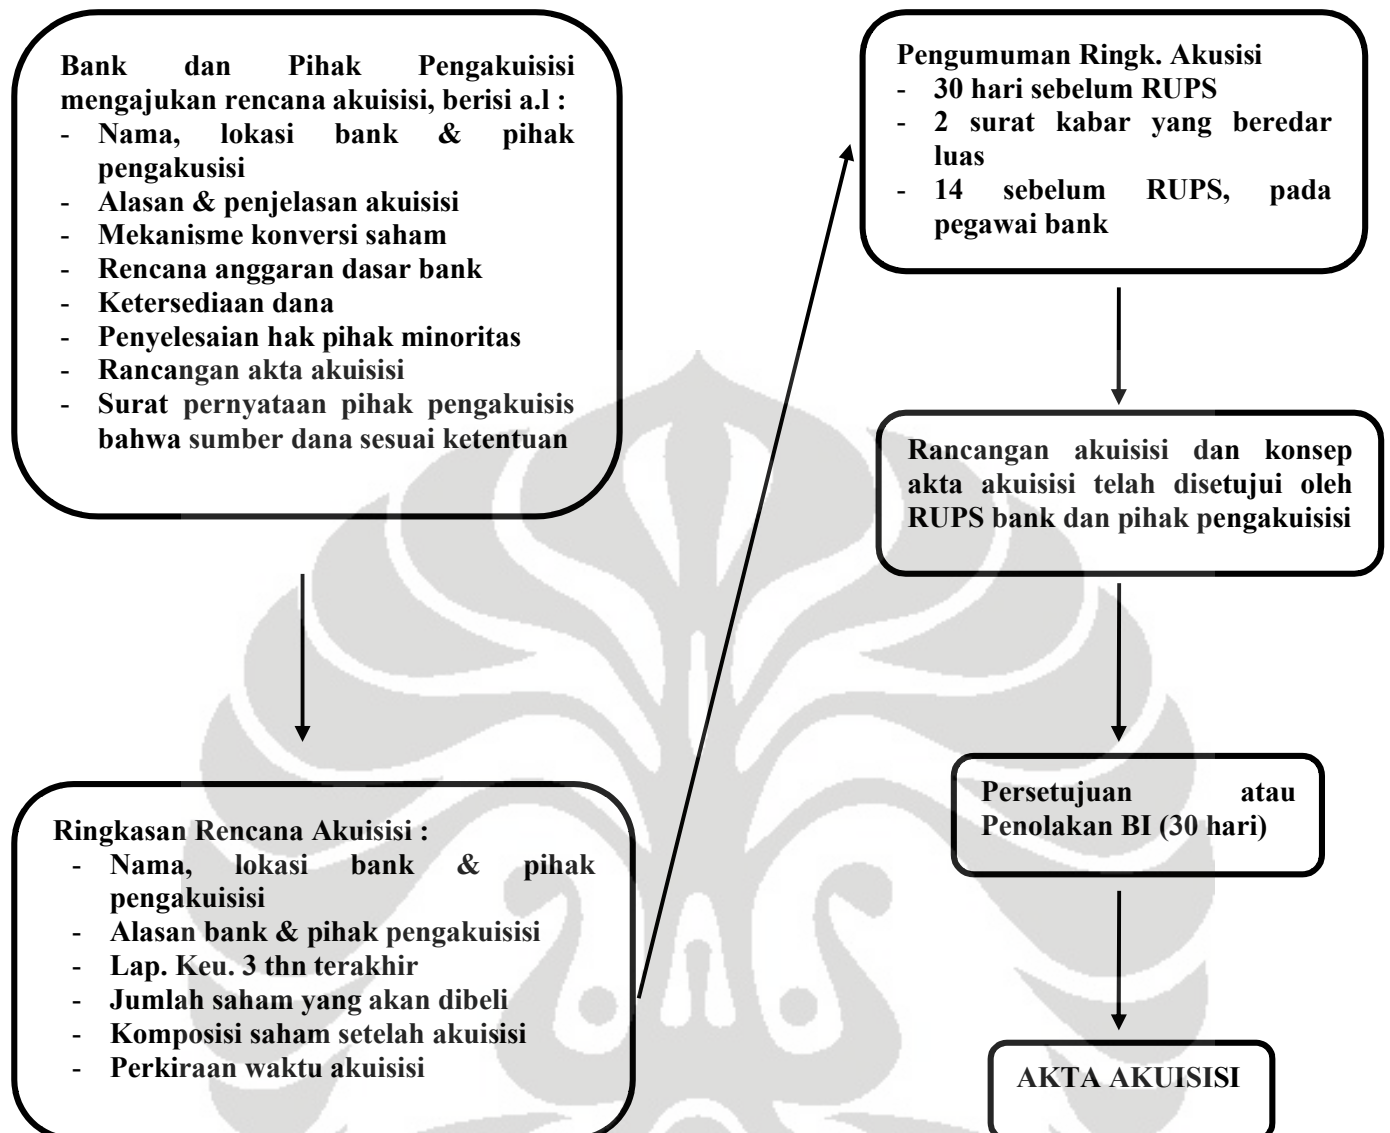 Bank dan Pihak Pengakuisisi
mengajukan rencana akuisisi, berisi a.l :
- Nama, lokasi bank & pihak
pengakusisi
- Alasan & penjelasan akuisisi
- Mekanisme konversi saham
- Rencana anggaran dasar bank
- Ketersediaan dana
- Penyelesaian hak pihak minoritas
- Rancangan akta akuisisi
- Surat pernyataan pihak pengakuisis
bahwa sumber dana sesuai ketentuan
Ringkasan Rencana Akuisisi :
- Nama, lokasi bank & pihak
pengakuisisi
- Alasan bank & pihak pengakuisisi
- Lap. Keu. 3 thn terakhir
- Jumlah saham yang akan dibeli
- Komposisi saham setelah akuisisi
- Perkiraan waktu akuisisi
Pengumuman Ringk. Akusisi
- 30 hari sebelum RUPS
- 2 surat kabar yang beredar
luas
- 14 sebelum RUPS, pada
pegawai bank
Rancangan akuisisi dan konsep
akta akuisisi telah disetujui oleh
RUPS bank dan pihak pengakuisisi
Persetujuan atau
Penolakan BI (30 hari)
AKTA AKUISISI